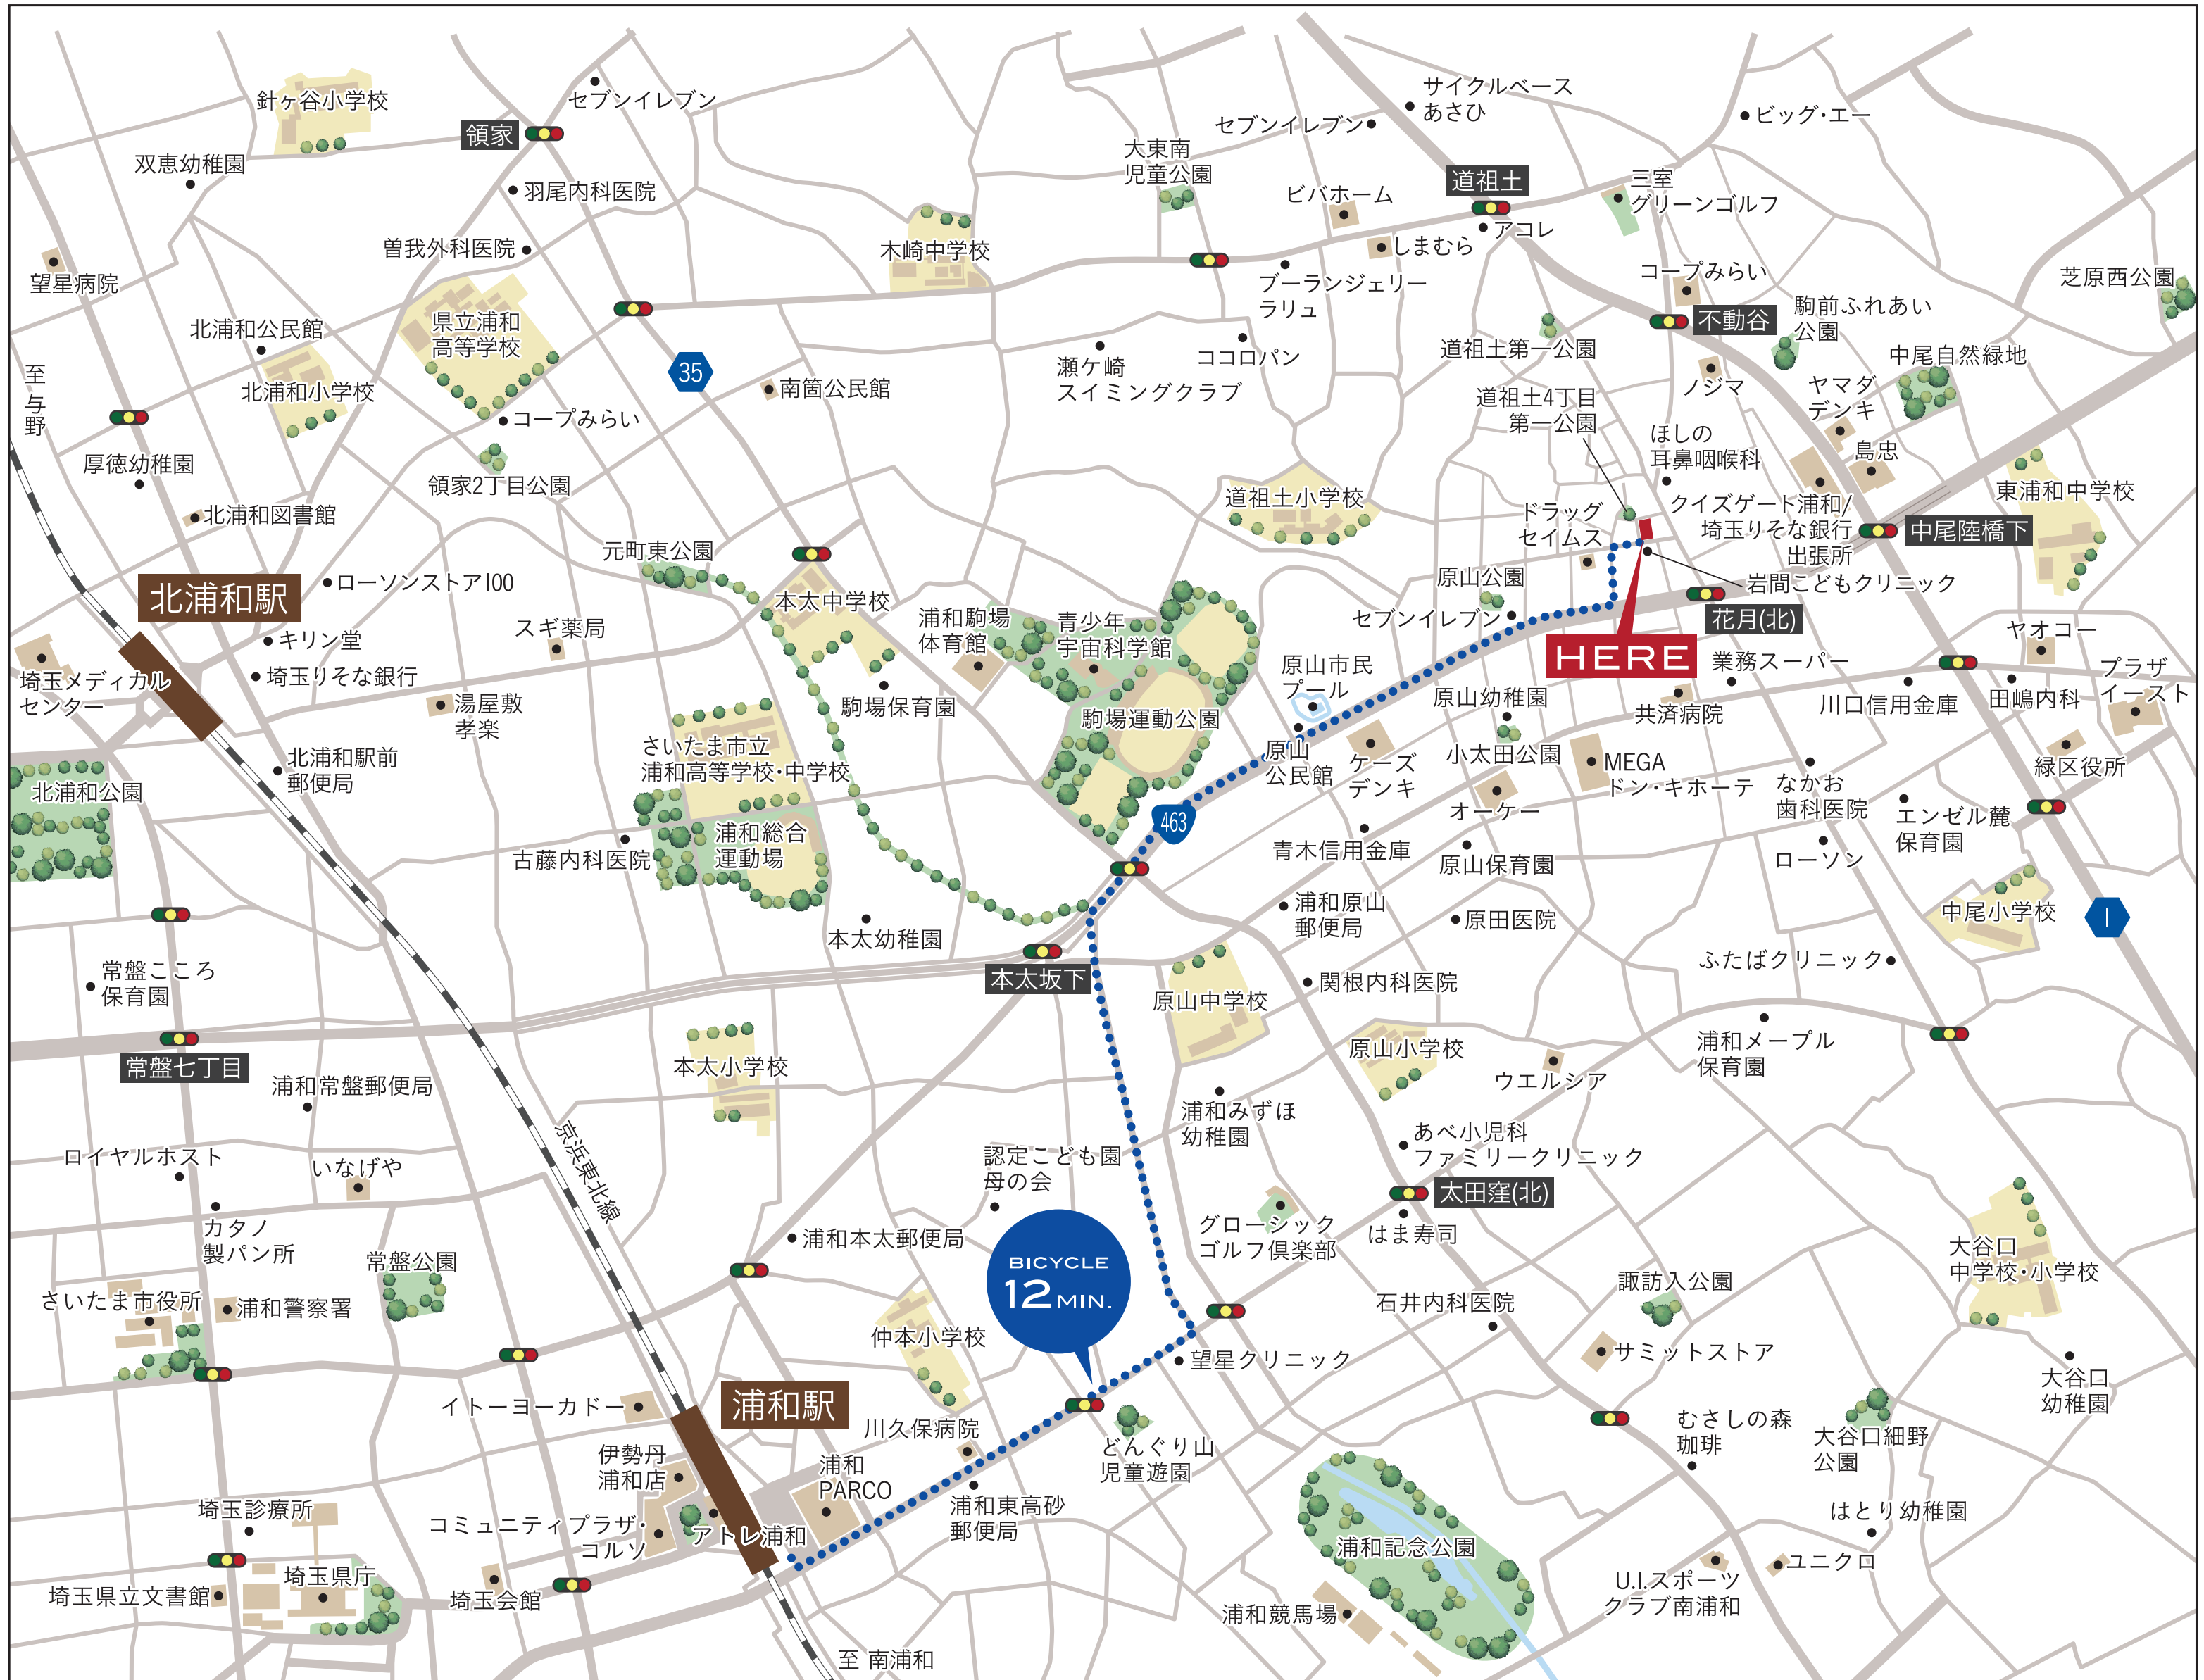 針ヶ谷小学校
セブンイレブン
領家
双恵幼稚園
羽尾内科医院
曽我外科医院
望星病院
北浦和公民館
県立浦和
高等学校
木崎中学校
大東南
児童公園
セブンイレブン
サイクルベース
あさひ
ビッグ・エー
道祖土
三室
グリーンゴルフ
ビバホーム
アコレ
しまむら
ブーランジェリー
ラリュ
コープみらい
不動谷
駒前ふれあい
公園
芝原西公園
至 与野
北浦和小学校
35
南箇公民館
コープみらい
瀬ケ崎
スイミングクラブ
ココロパン
道祖土第一公園
道祖土4丁目
第一公園
ノジマ
ヤマダ
デンキ
中尾自然緑地
ほしの
耳鼻咽喉科
島忠
厚徳幼稚園
領家2丁目公園
北浦和図書館
元町東公園
道祖土小学校
ドラッグ
セイムス
クイズゲート浦和/
埼玉りそな銀行
出張所
中尾陸橋下
東浦和中学校
北浦和駅
ローソンストア100
キリン堂
埼玉りそな銀行
スギ薬局
本太中学校
浦和駒場
体育館
青少年
宇宙科学館
原山公園
セブンイレブン
岩間こどもクリニック
花月(北)
HERE
埼玉メディカル
センター
湯屋敷
孝楽
駒場保育園
駒場運動公園
原山市民
プール
原山幼稚園
業務スーパー
共済病院
川口信用金庫
ヤオコー
田嶋内科
プラザ
イースト
北浦和駅前
郵便局
さいたま市立
浦和高等学校・中学校
原山
公民館
ケーズ
デンキ
小太田公園
オーケー
MEGA
ドン・キホーテ
なかお
歯科医院
緑区役所
北浦和公園
古藤内科医院
浦和総合
運動場
463
青木信用金庫
原山保育園
ローソン
エンゼル麓
保育園
本太幼稚園
浦和原山
郵便局
原田医院
中尾小学校
1
常盤こころ
保育園
本太坂下
原山中学校
関根内科医院
ふたばクリニック
常盤七丁目
浦和常盤郵便局
本太小学校
原山小学校
ウエルシア
浦和メープル
保育園
京浜東北線
浦和みずほ
幼稚園
あべ小児科
ファミリークリニック
ロイヤルホスト
いなげや
認定こども園
母の会
太田窪(北)
カタノ
製パン所
常盤公園
浦和本太郵便局
グローシック
ゴルフ倶楽部
はま寿司
大谷口
中学校・小学校
さいたま市役所
浦和警察署
BICYCLE
12 MIN.
仲本小学校
石井内科医院
諏訪入公園
望星クリニック
サミットストア
大谷口
幼稚園
イトーヨーカドー
浦和駅
川久保病院
どんぐり山
児童遊園
むさしの森
珈琲
大谷口細野
公園
伊勢丹
浦和店
浦和
PARCO
埼玉診療所
コミュニティプラザ・
コルソ
アトレ浦和
浦和東高砂
郵便局
浦和記念公園
はとり幼稚園
埼玉県庁
埼玉県立文書館
埼玉会館
浦和競馬場
U.I.スポーツ
クラブ南浦和
ユニクロ
至 南浦和